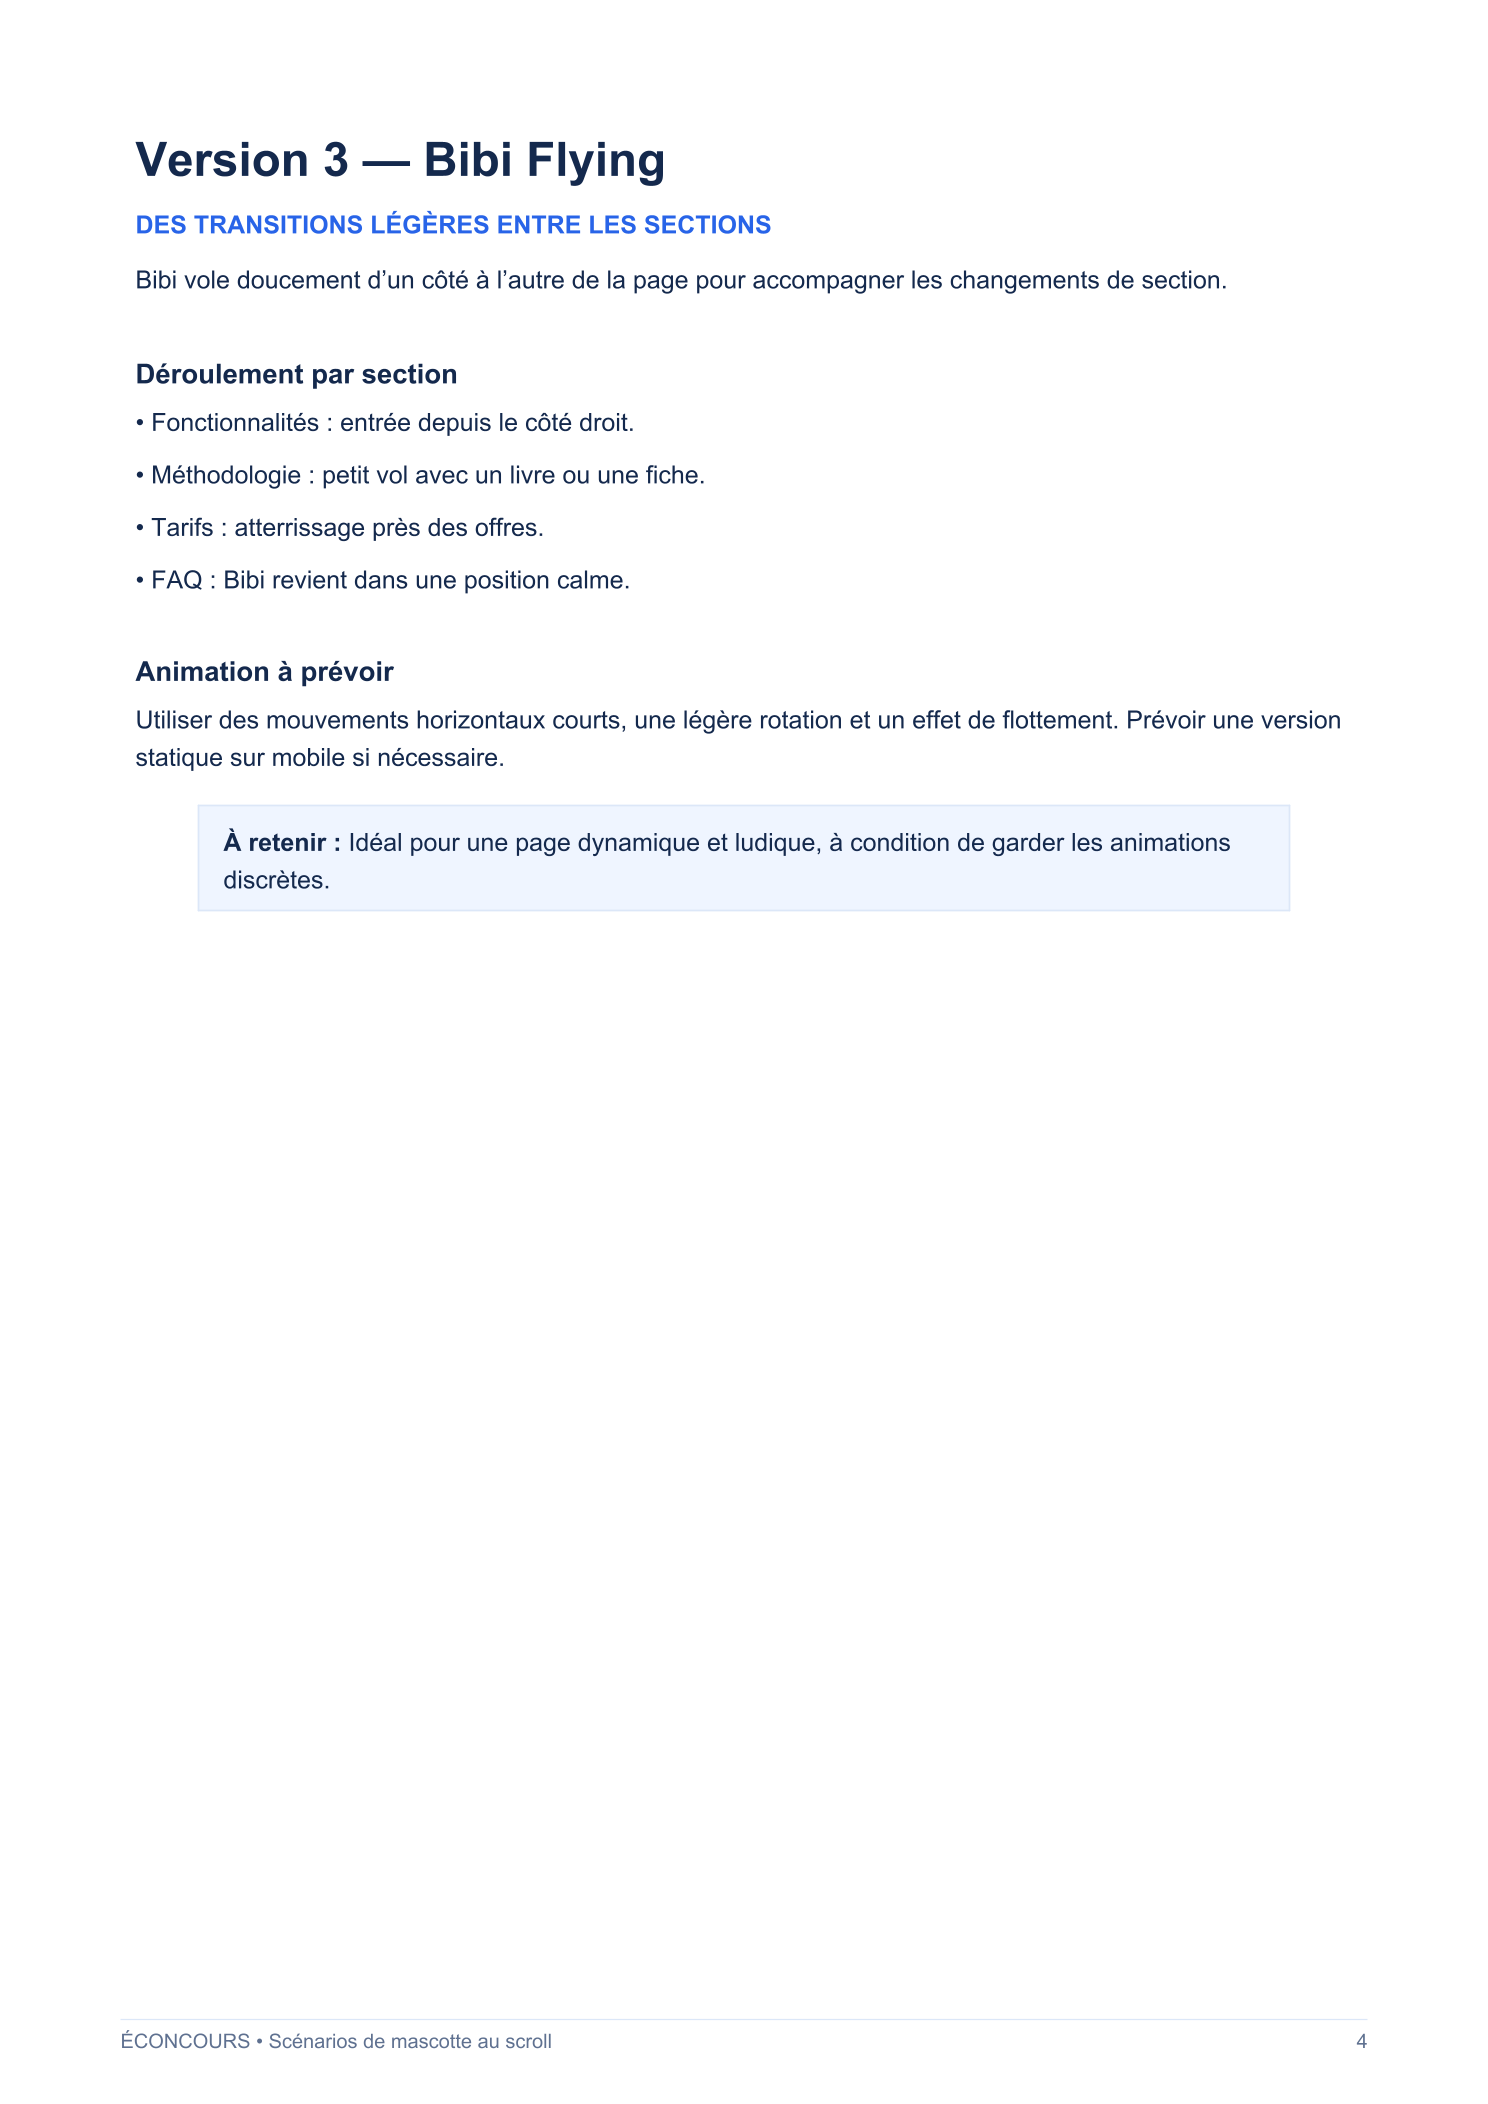 Version 3 — Bibi Flying
DES TRANSITIONS LÉGÈRES ENTRE LES SECTIONS
Bibi vole doucement d’un côté à l’autre de la page pour accompagner les changements de section.
Déroulement par section
• Fonctionnalités : entrée depuis le côté droit.
• Méthodologie : petit vol avec un livre ou une fiche.
• Tarifs : atterrissage près des offres.
• FAQ : Bibi revient dans une position calme.
Animation à prévoir
Utiliser des mouvements horizontaux courts, une légère rotation et un effet de flottement. Prévoir une version
statique sur mobile si nécessaire.
À retenir : Idéal pour une page dynamique et ludique, à condition de garder les animations
discrètes.
ÉCONCOURS • Scénarios de mascotte au scroll 4